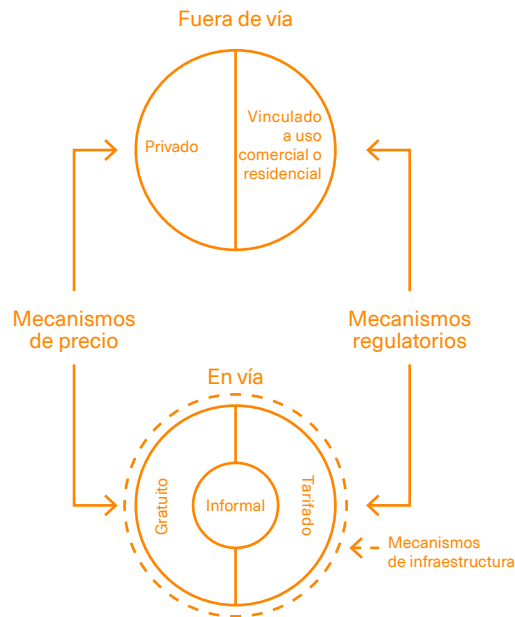 Fuera de vía
Privado
Vinculado
a uso
comercial o
residencial
Mecanismos
de precio
Mecanismos
regulatorios
En vía
Gratuito
Informal
Tarifado
Mecanismos
de infraestructura